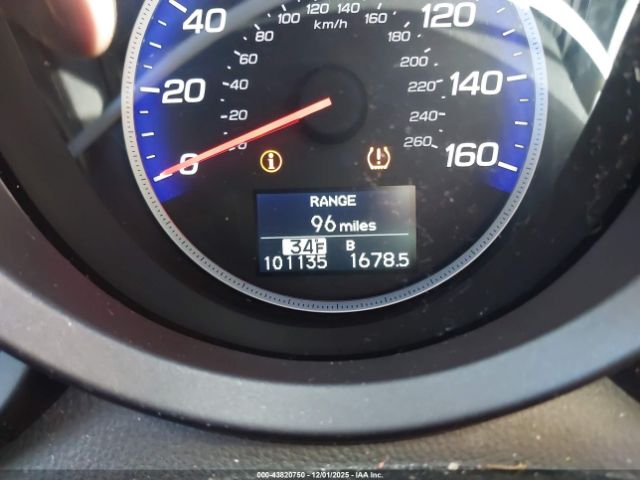 100 120 140 160
km/h
40 80 180 120
60 200
20 40 220 140
20 240
0 260 160
RANGE
96 miles
34F B
101135 1678.5
000-43820750 - 12/01/2025 - IAA Inc.